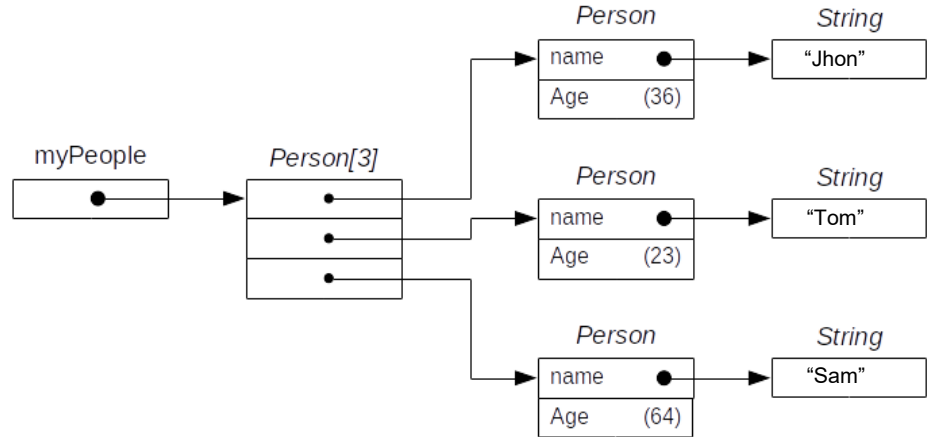 Person String
name “Jhon”
Age (36)
myPeople Person[3]
Person String
name “Tom”
Age (23)
Person String
name “Sam”
Age (64)